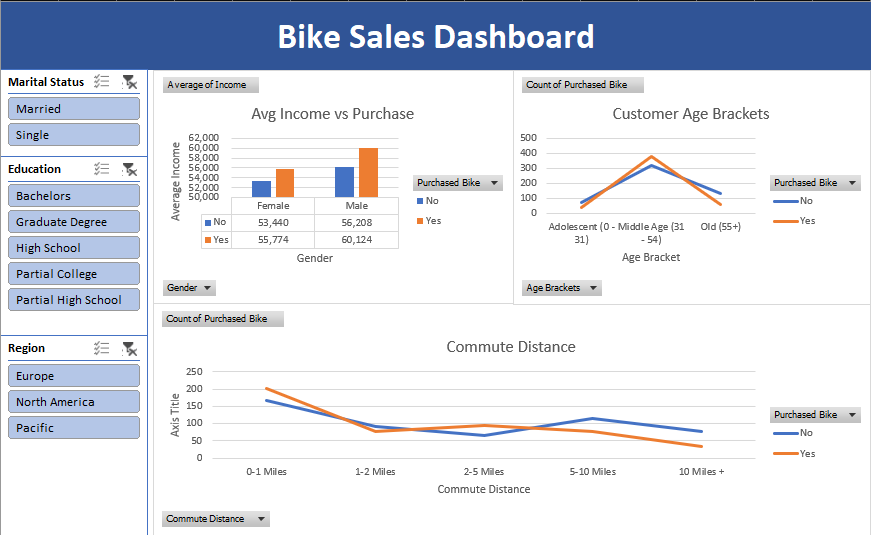 Bike Sales Dashboard
Marital Status
Married
Single
Education
Bachelors
Graduate Degree
High School
Partial College
Partial High School
Region
Europe
North America
Pacific
Average of Income
Avg Income vs Purchase
Average Income
62,000
60,000
58,000
56,000
54,000
52,000
50,000
Female Male
No 53,440 56,208
Yes 55,774 60,124
Gender
Purchased Bike
No
Yes
Gender
Count of Purchased Bike
Customer Age Brackets
500
400
300
200
100
0
Adolescent (0 - Middle Age (31 Old (55+)
31) - 54)
Age Bracket
Purchased Bike
No
Yes
Age Brackets
Count of Purchased Bike
Commute Distance
Axis Title
250
200
150
100
50
0
0-1 Miles 1-2 Miles 2-5 Miles 5-10 Miles 10 Miles +
Commute Distance
Purchased Bike
No
Yes
Commute Distance